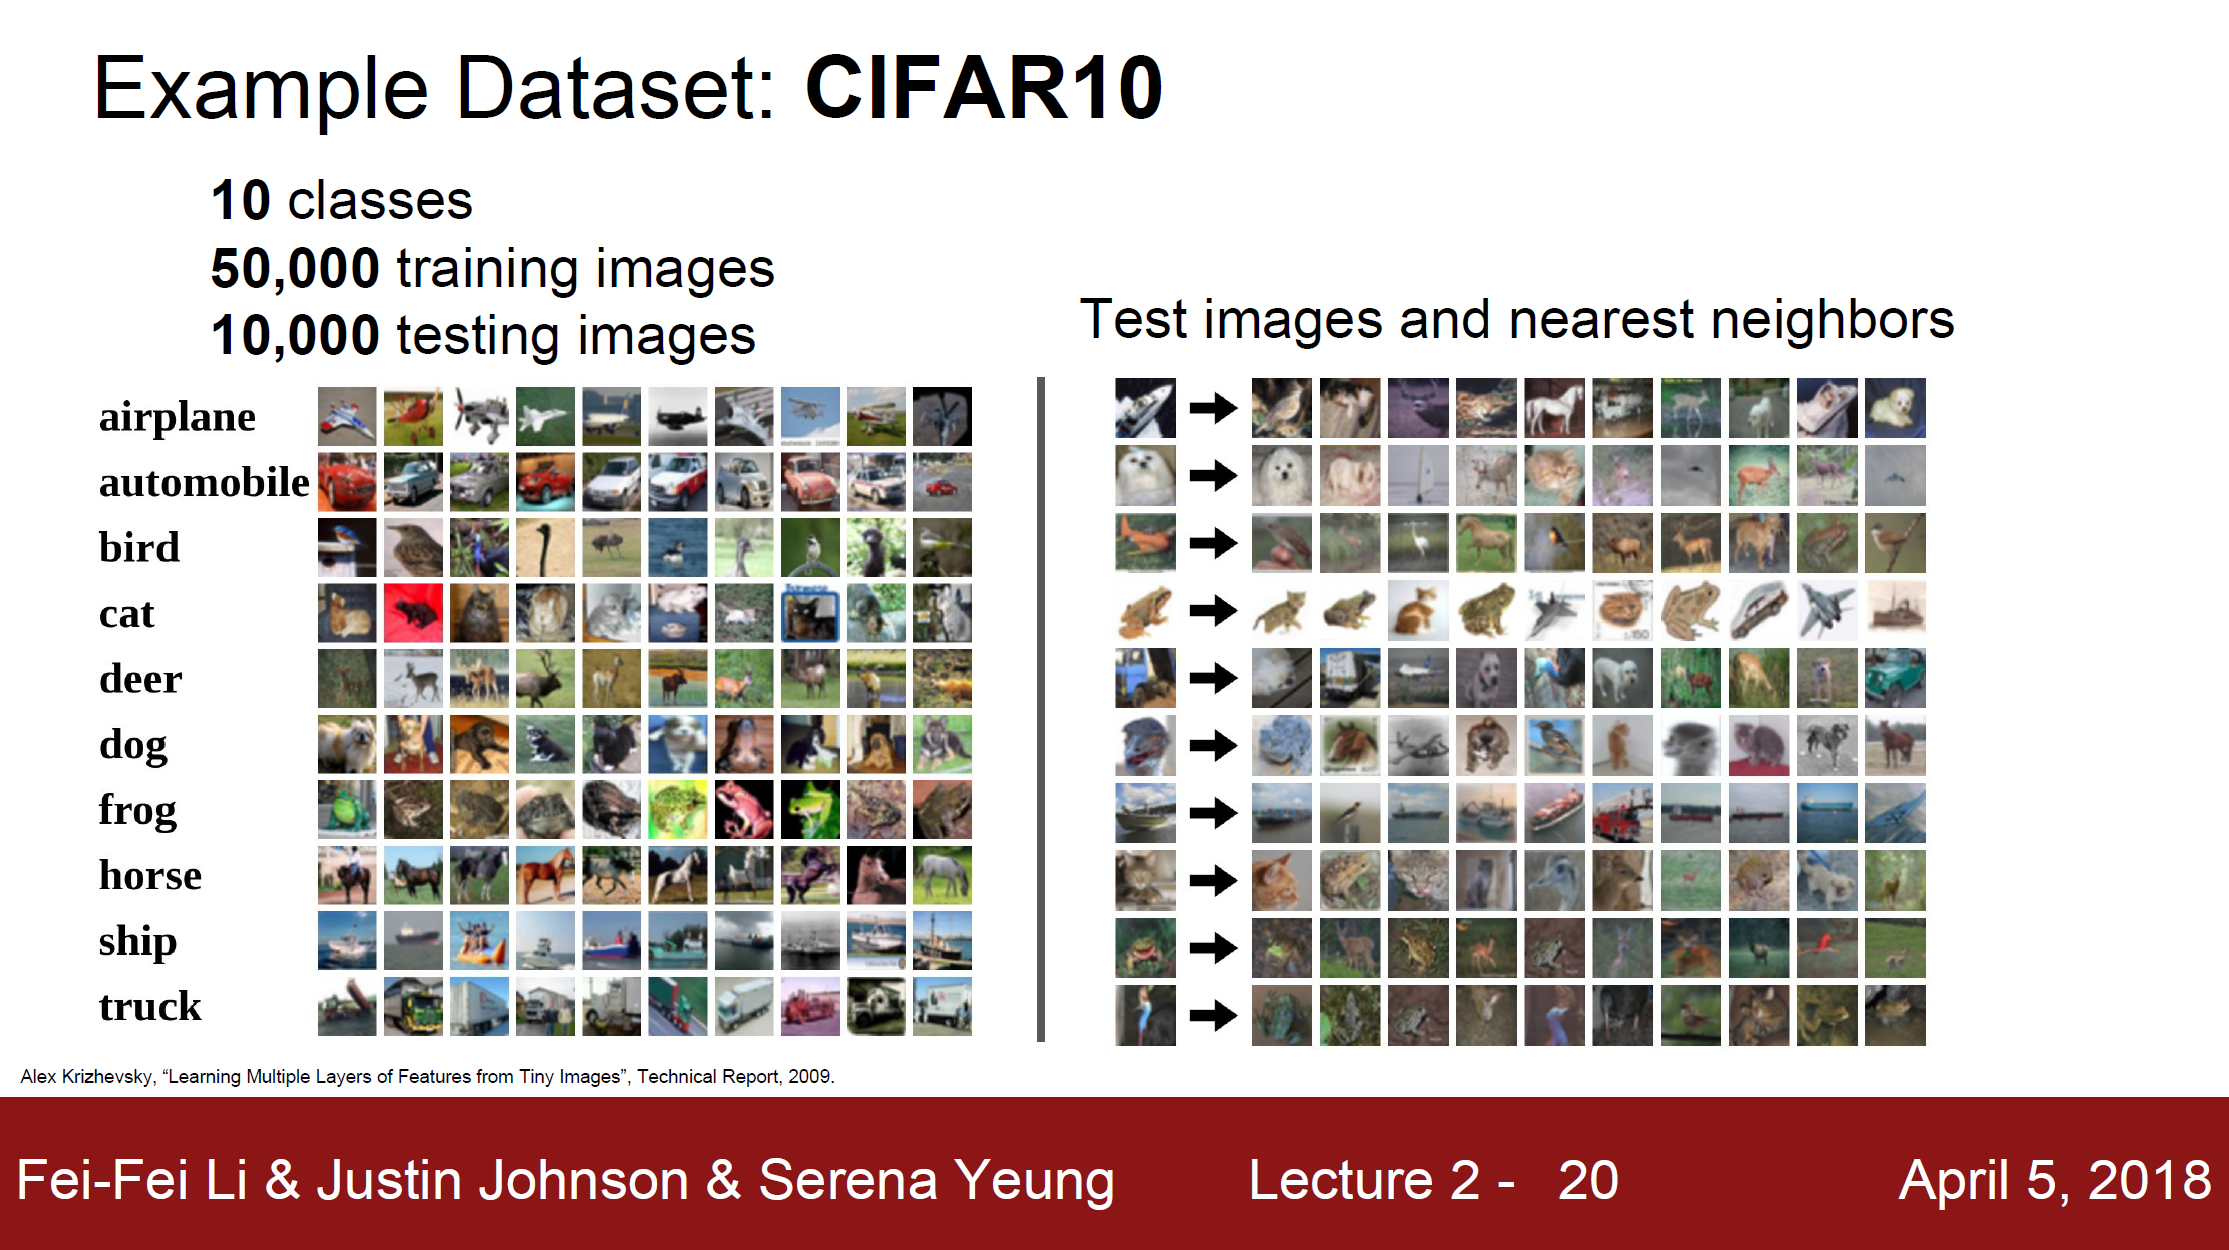 Example Dataset: CIFAR10
10 classes
50,000 training images
10,000 testing images
airplane
automobile
bird
cat
deer
dog
frog
horse
ship
truck
Test images and nearest neighbors
Alex Krizhevsky, “Learning Multiple Layers of Features from Tiny Images”, Technical Report, 2009.
Fei-Fei Li & Justin Johnson & Serena Yeung
Lecture 2 - 20
April 5, 2018